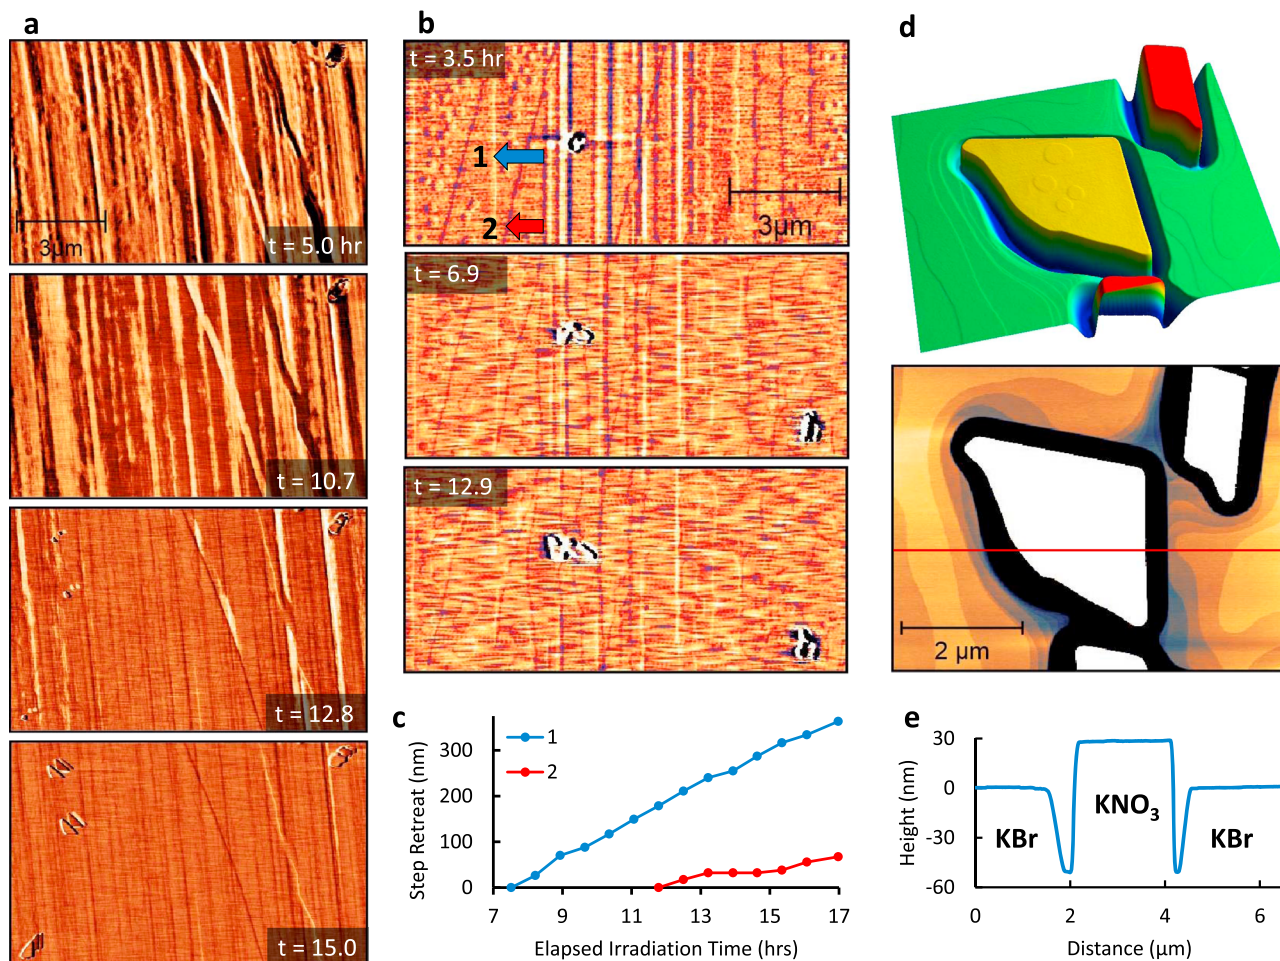 a
3μm
t = 5.0 hr
t = 10.7
t = 12.8
t = 15.0
b
t = 3.5 hr
1
2
3μm
t = 6.9
t = 12.9
c
Step Retreat (nm)
300
200
100
0
1
2
7 9 11 13 15 17
Elapsed Irradiation Time (hrs)
d
2 μm
e
Height (nm)
30
0
-30
-60
KBr
KNO₃
KBr
0 2 4 6
Distance (μm)